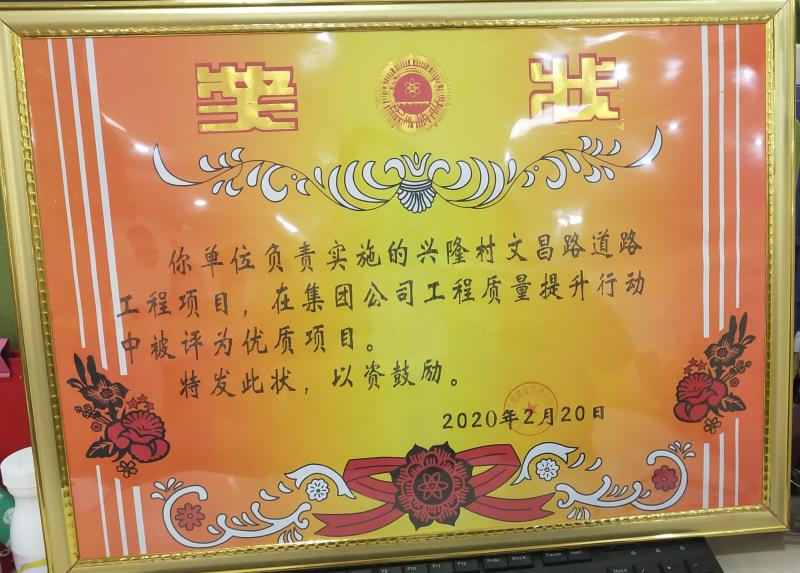 奖状
你单位负责实施的兴隆村文昌路道路
工程项目，在集团公司工程质量提升行动
中被评为优质项目。
特发此状，以资鼓励。
2020年2月20日